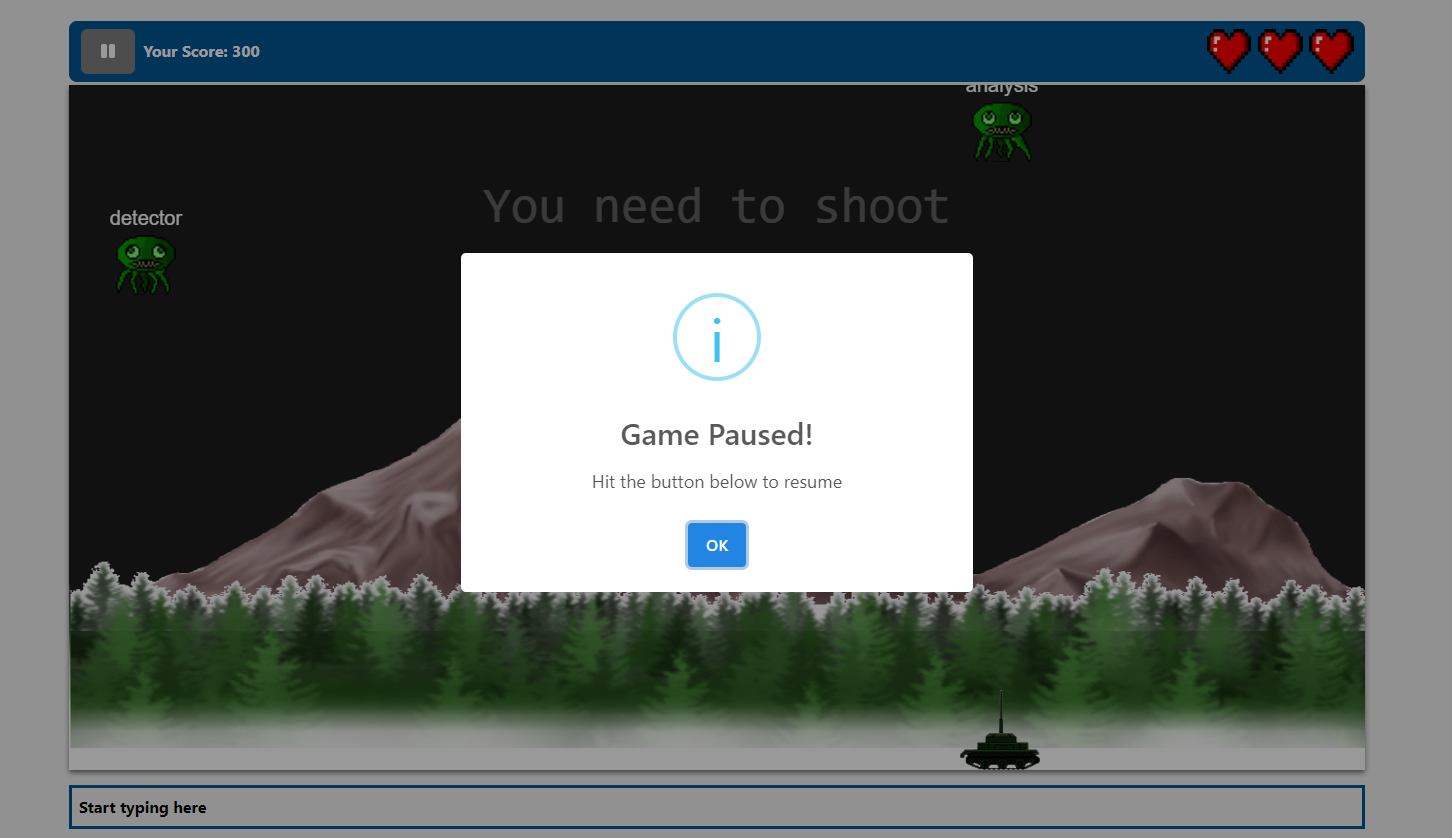 Your Score: 300
analysis
You need to shoot
detector
Game Paused!
Hit the button below to resume
OK
Start typing here